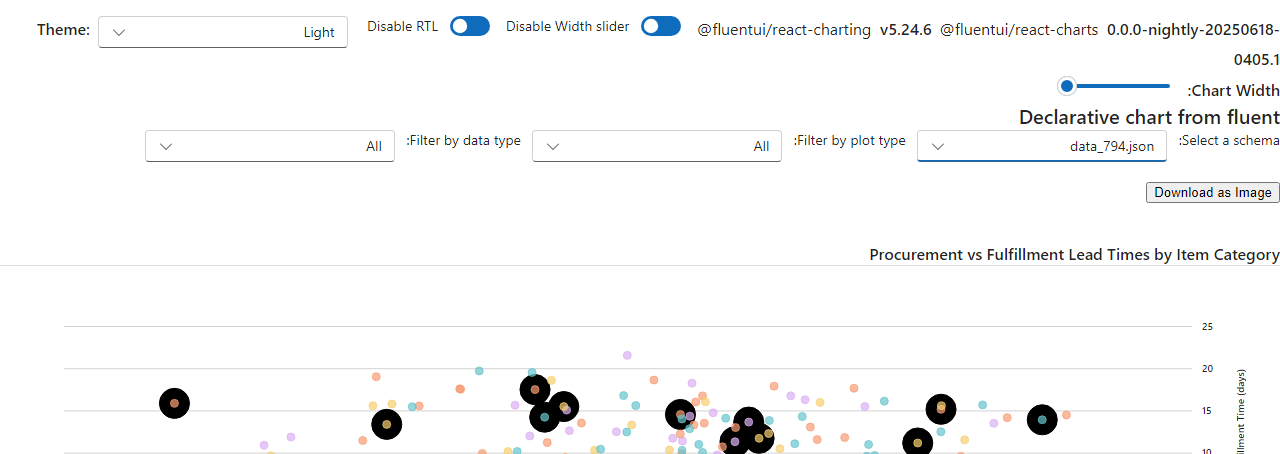 Theme: Light Disable RTL Disable Width slider @fluentui/react-charting v5.24.6 @fluentui/react-charts 0.0.0-nightly-20250618-
0405.1
:Chart Width
Declarative chart from fluent
All :Filter by data type All :Filter by plot type data_794.json :Select a schema
Download as Image
Procurement vs Fulfillment Lead Times by Item Category
25
20
15
10
illment Time (days)